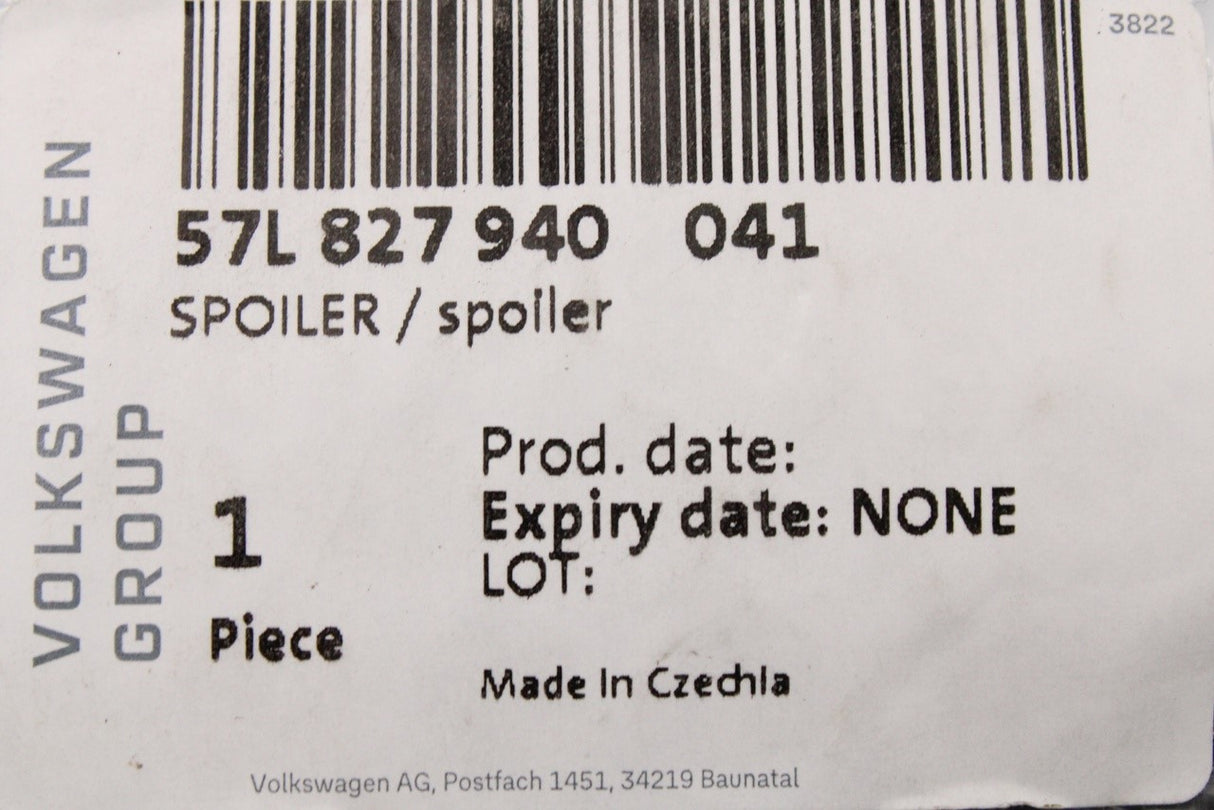 3822
57L 827 940 041
SPOILER / spoiler
VOLKSWAGEN
GROUP
1
Piece
Prod. date:
Expiry date: NONE
LOT:
Made In Czechia
Volkswagen AG, Postfach 1451, 34219 Baunatal